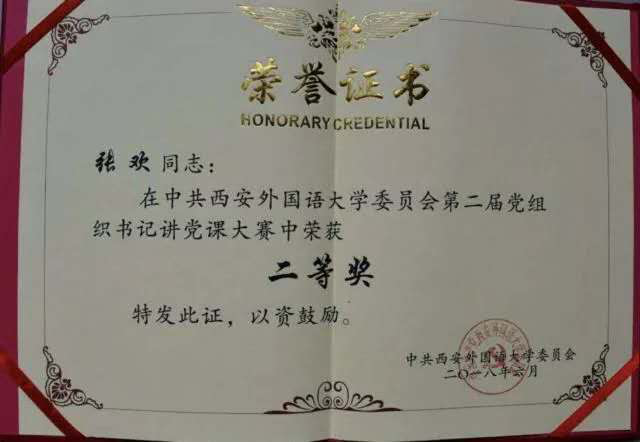 荣誉证书
HONORARY CREDENTIAL
张欢同志：
在中共西安外国语大学委员会第二届党组
织书记讲党课大赛中荣获
二等奖
特发此证，以资鼓励。
中共西安外国语大学委员会
二〇一八年六月